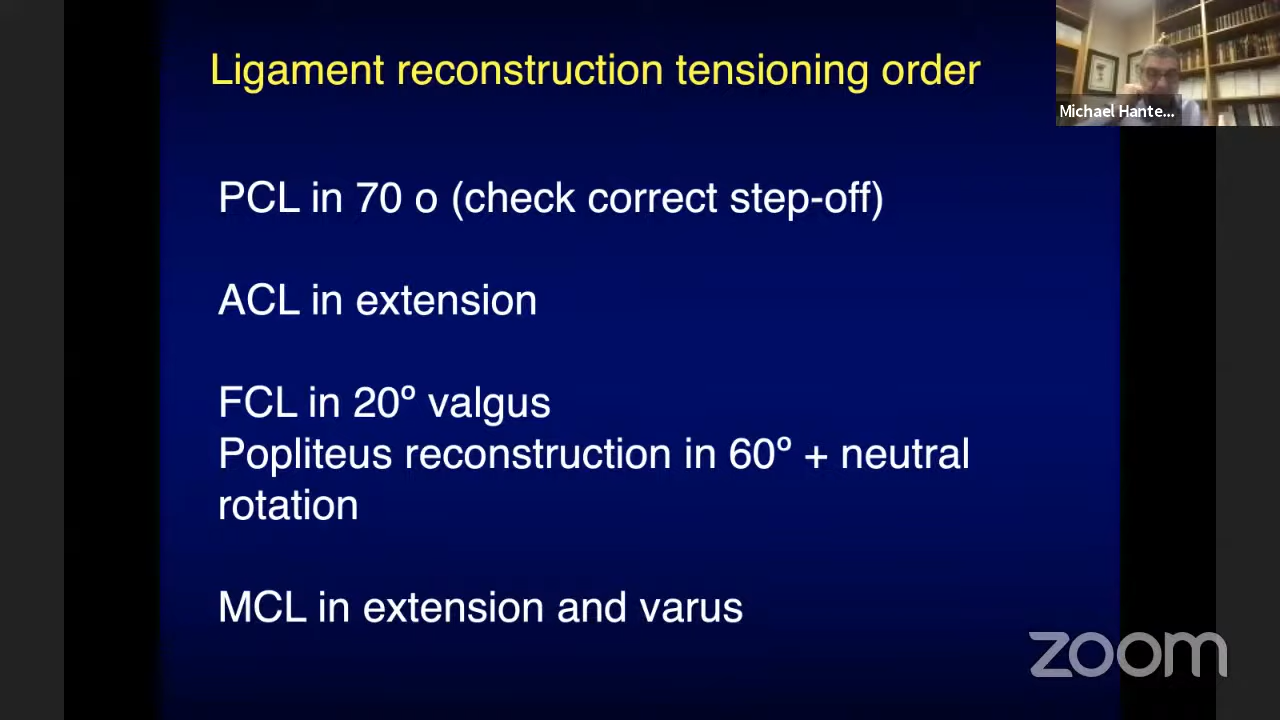 Ligament reconstruction tensioning order
Michael Hante...
PCL in 70 o (check correct step-off)
ACL in extension
FCL in 20º valgus
Popliteus reconstruction in 60º + neutral
rotation
MCL in extension and varus
zoom